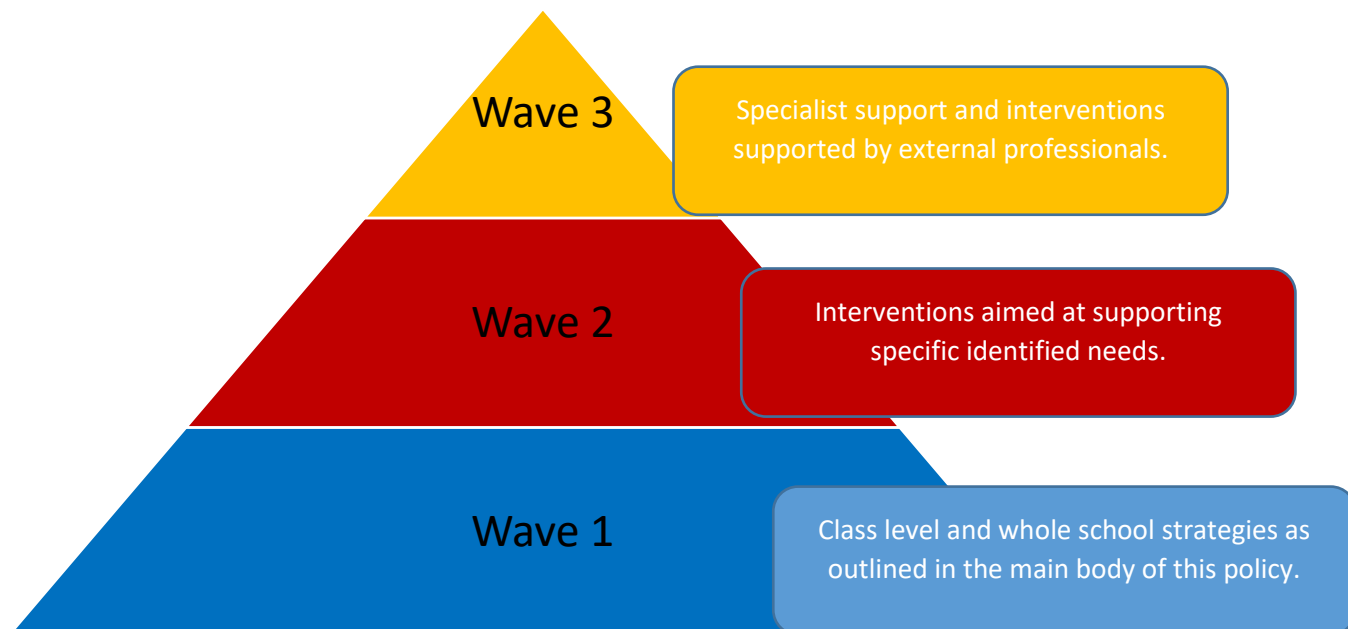 Wave 3
Specialist support and interventions
supported by external professionals.
Wave 2
Interventions aimed at supporting
specific identified needs.
Wave 1
Class level and whole school strategies as
outlined in the main body of this policy.